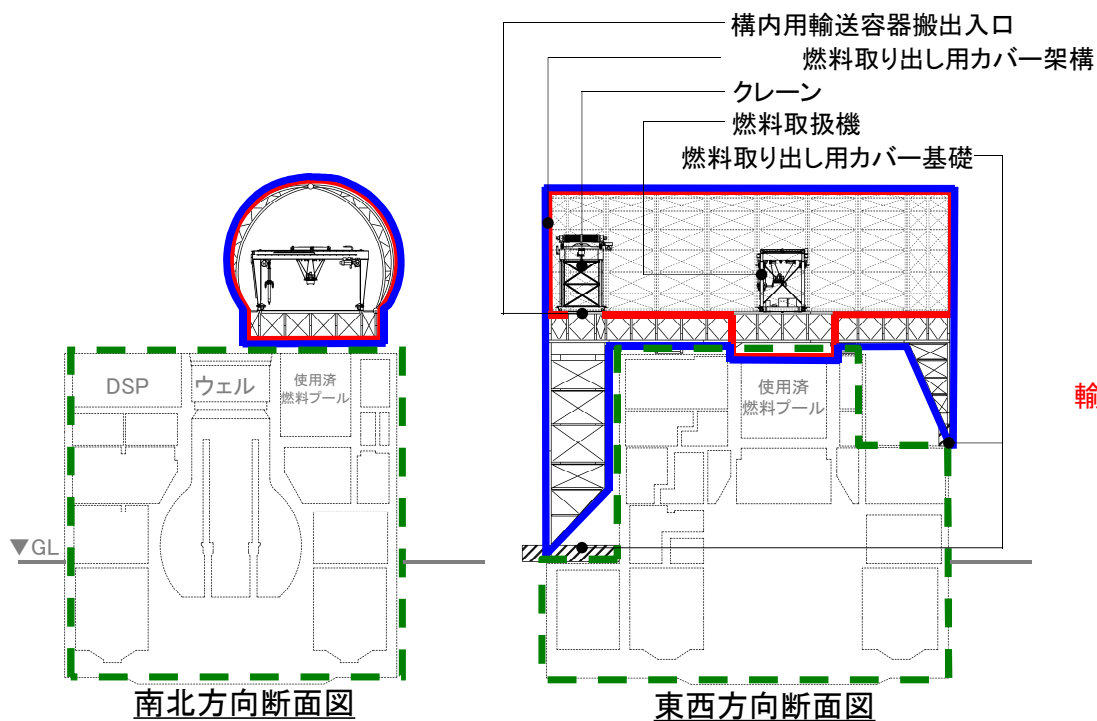 構内用輸送容器搬出入口
燃料取り出し用カバー架構
クレーン
燃料取扱機
燃料取り出し用カバー基礎
DSP
ウェル
使用済
燃料プール
使用済
燃料プール
輸
▼GL
南北方向断面図
東西方向断面図